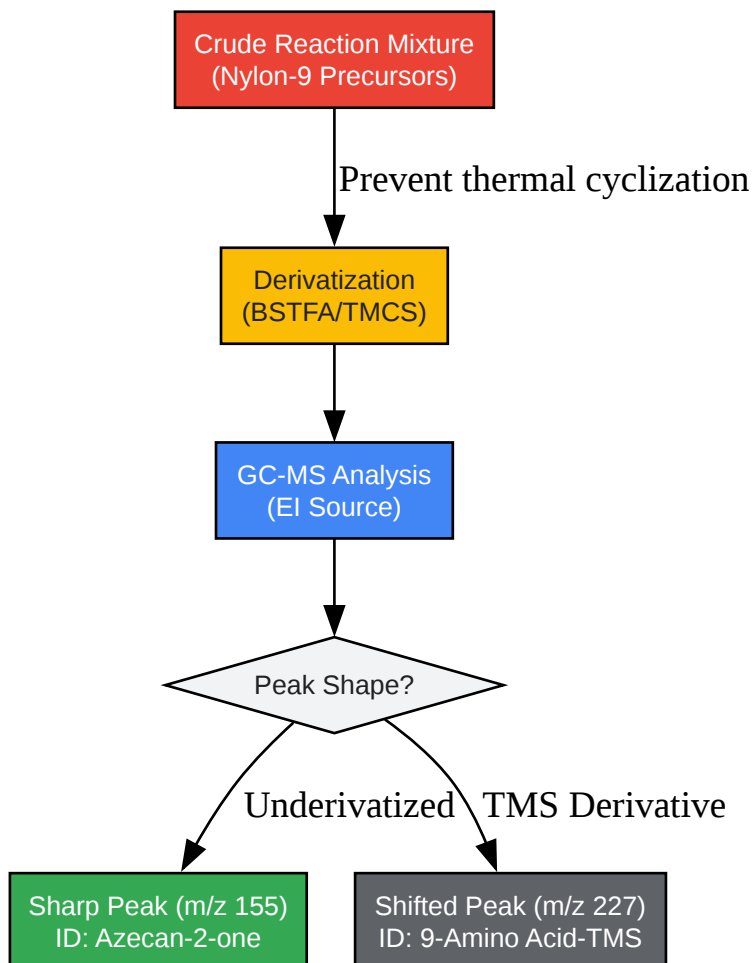 Crude Reaction Mixture
(Nylon-9 Precursors)
Prevent thermal cyclization
Derivatization
(BSTFA/TMCS)
GC-MS Analysis
(EI Source)
Peak Shape?
Underivatized
TMS Derivative
Sharp Peak (m/z 155)
ID: Azecan-2-one
Shifted Peak (m/z 227)
ID: 9-Amino Acid-TMS